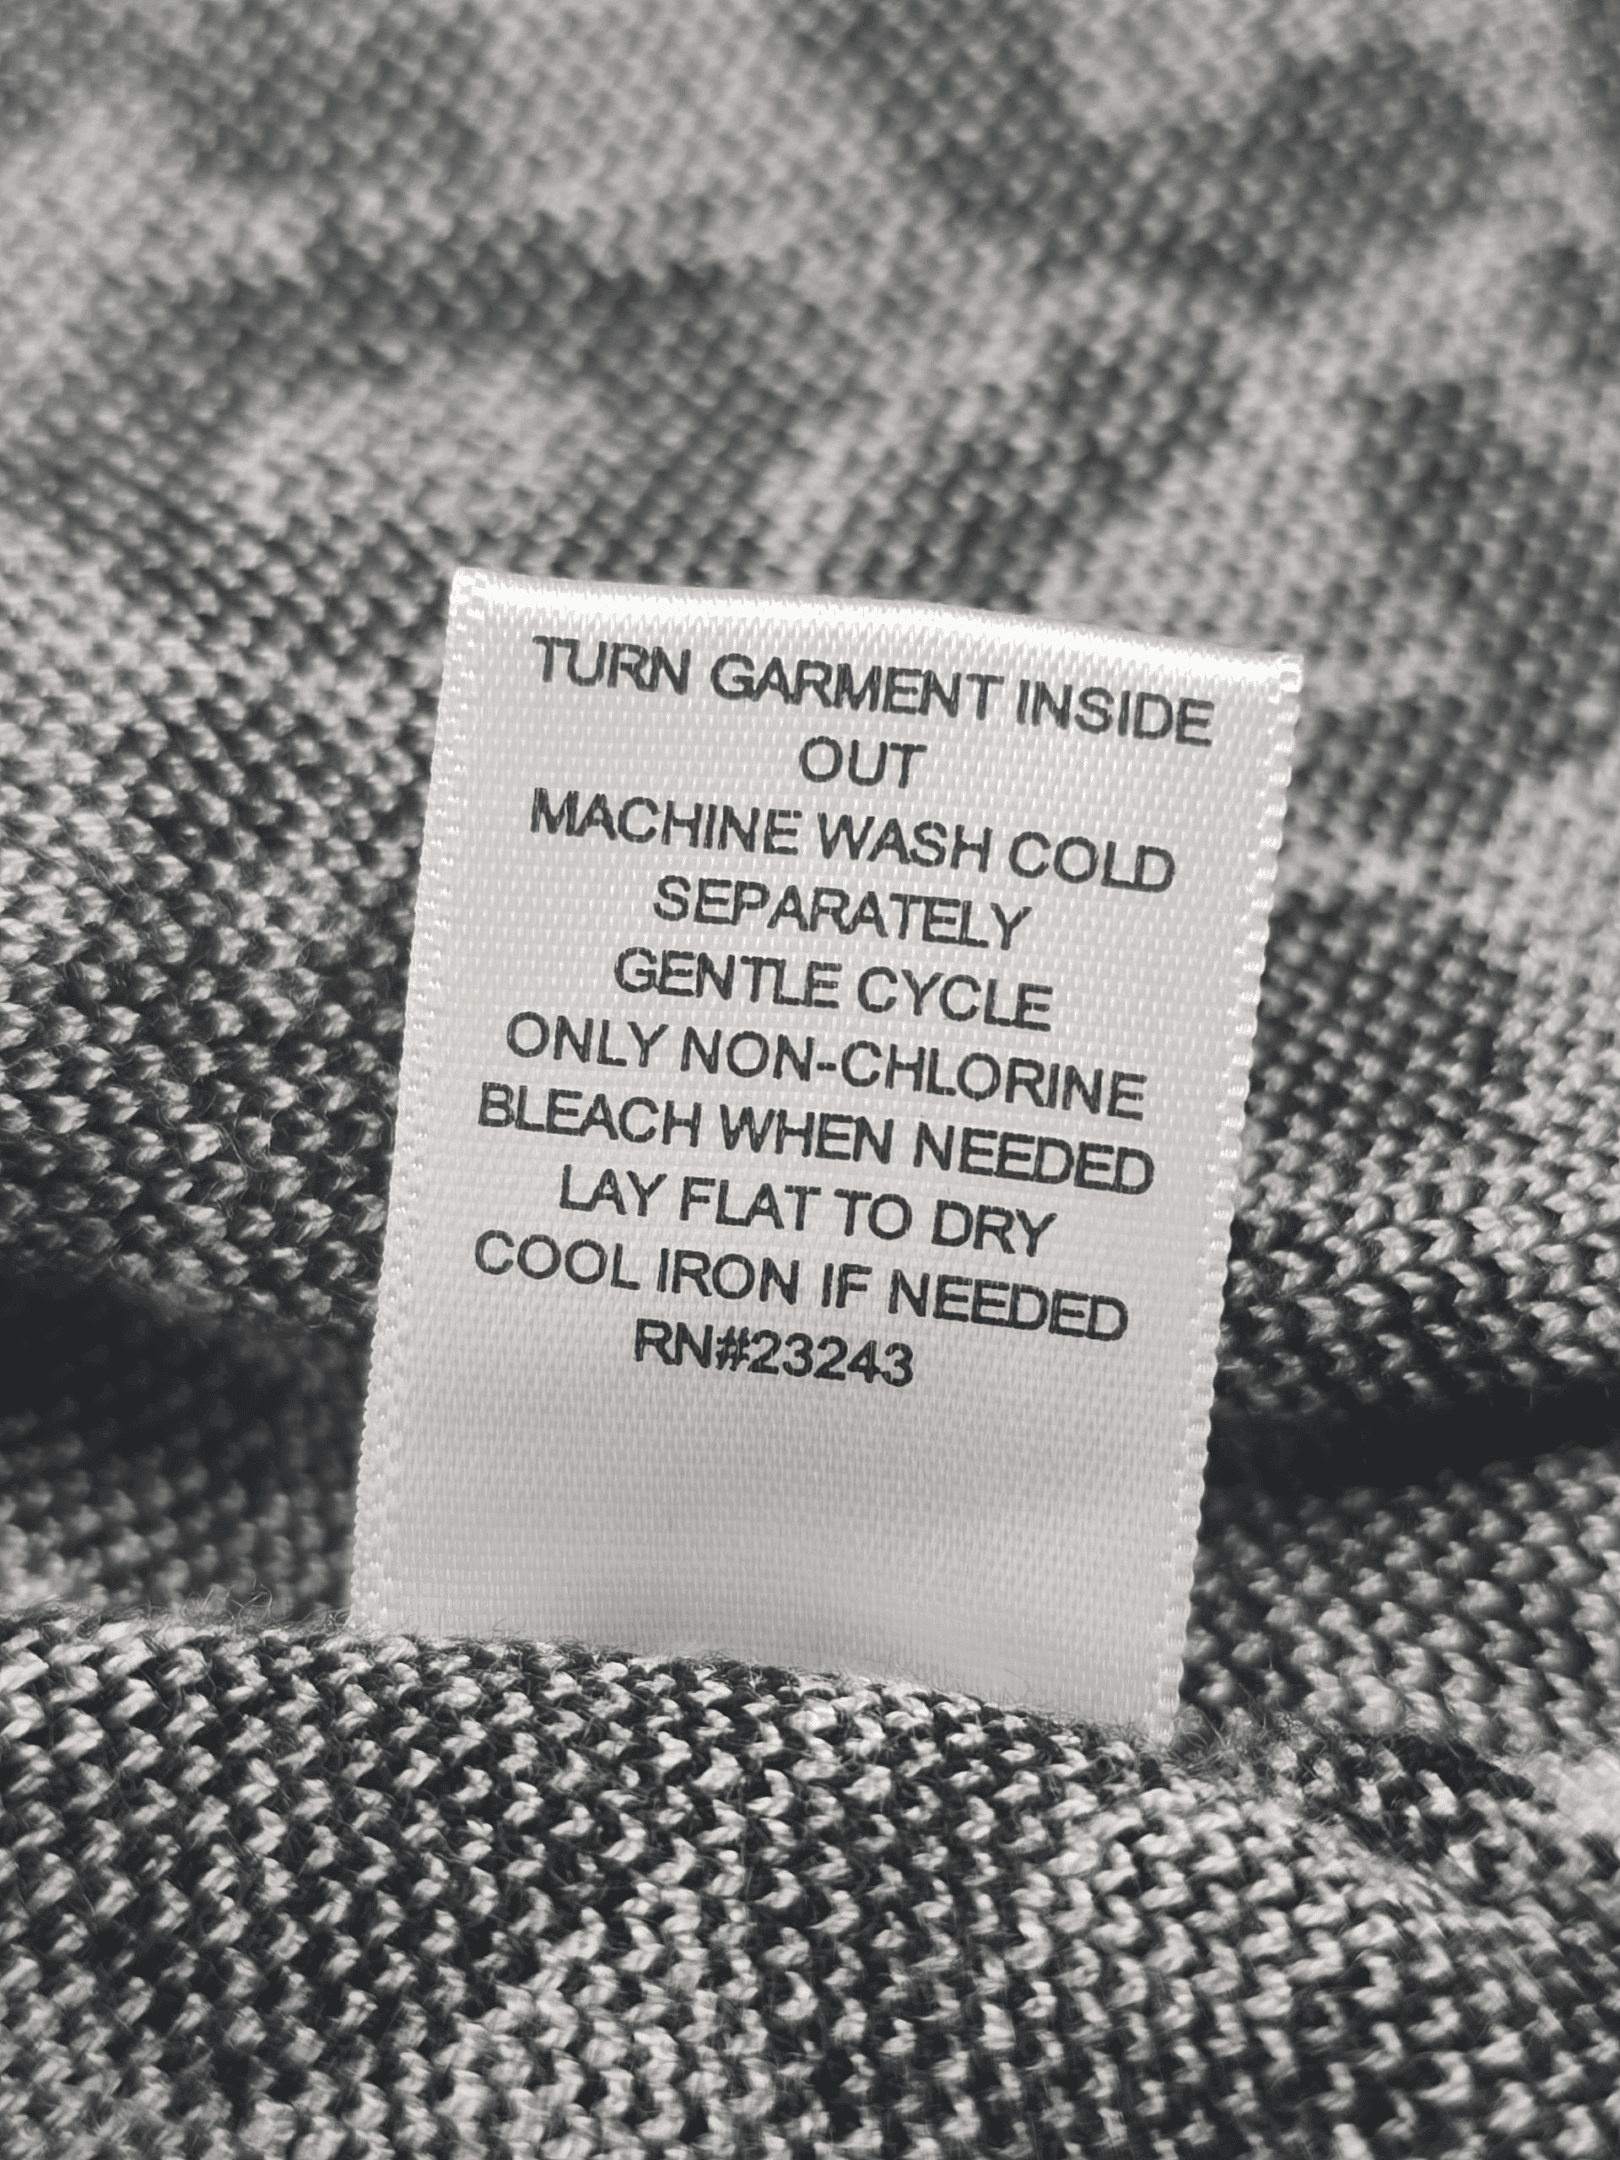 TURN GARMENT INSIDE
OUT
MACHINE WASH COLD
SEPARATELY
GENTLE CYCLE
ONLY NON-CHLORINE
BLEACH WHEN NEEDED
LAY FLAT TO DRY
COOL IRON IF NEEDED
RN#23243